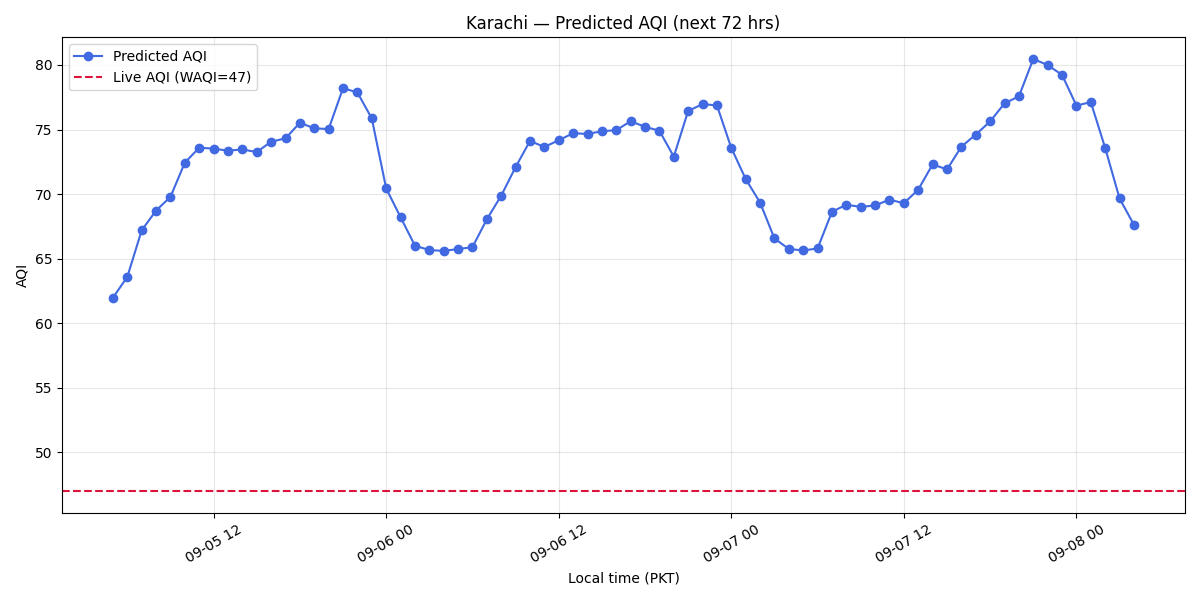 Karachi — Predicted AQI (next 72 hrs)
Predicted AQI
Live AQI (WAQI=47)
80
75
70
65
60
55
50
AQI
09-05 12
09-06 00
09-06 12
09-07 00
09-07 12
09-08 00
Local time (PKT)